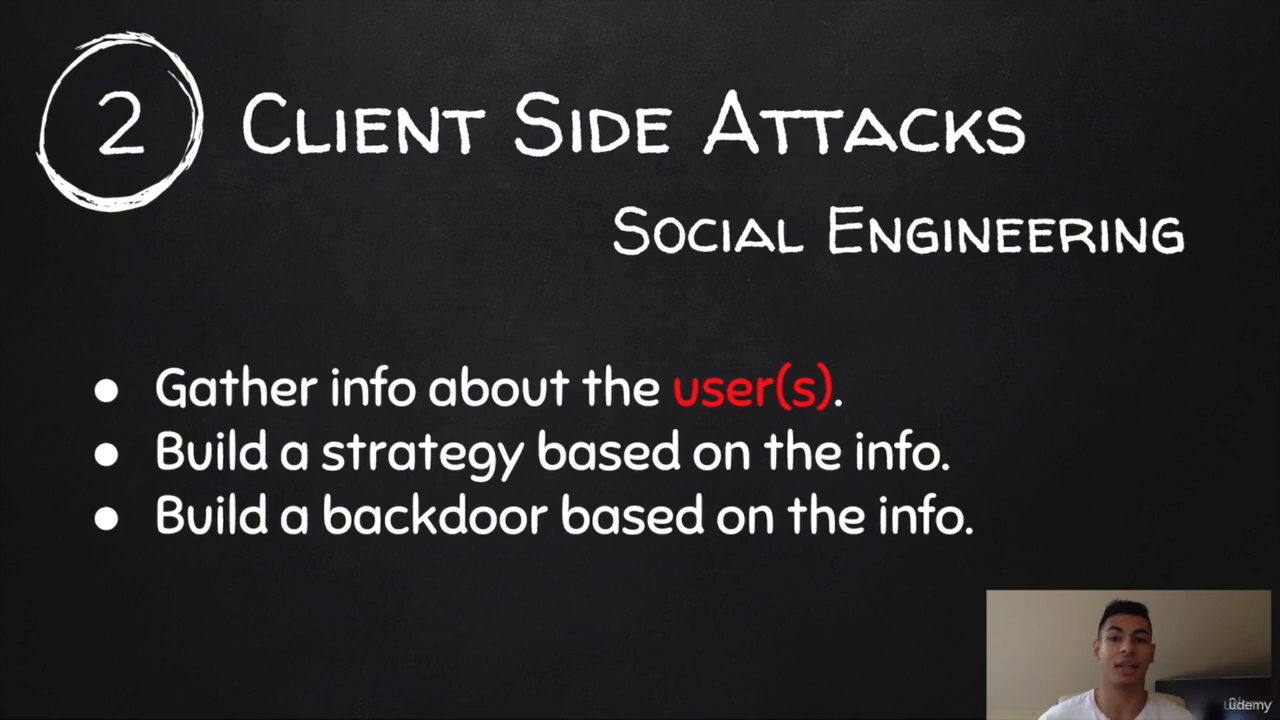 2
CLIENT SIDE ATTACKS
SOCIAL ENGINEERING
● Gather info about the user(s).
● Build a strategy based on the info.
● Build a backdoor based on the info.
ûdemy